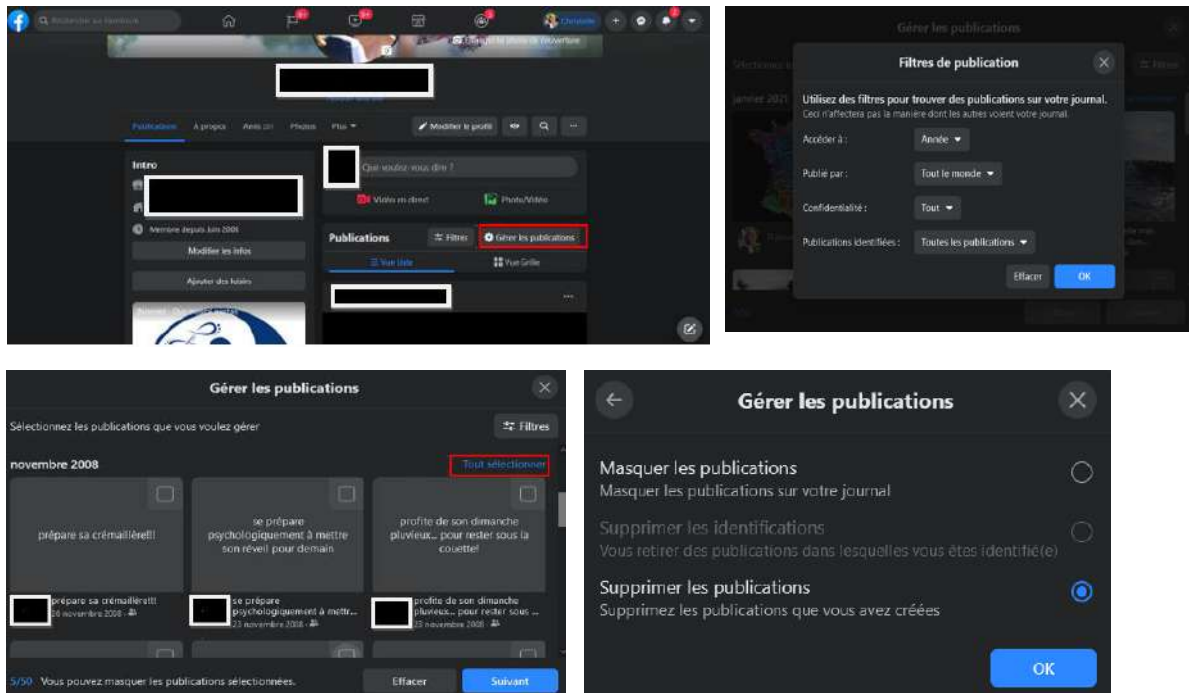 Rechercher sur Facebook
Christelle
Publications
À propos
Amis
Photos
Plus
Modifier le profil
Intro
Membre depuis juin 2008
Modifier les infos
Ajouter des loisirs
Que voulez-vous dire ?
Vidéo en direct
Photo/Vidéo
Publications
Filtrer
Gérer les publications
Vue liste
Vue Grille
Gérer les publications
Filtres
janvier 2021
Filtres de publication
Utilisez des filtres pour trouver des publications sur votre journal.
Ceci n'affectera pas la manière dont les autres voient votre journal.
Accéder à :
Année
Publié par :
Tout le monde
Confidentialité :
Tout
Publications identifiées :
Toutes les publications
Effacer
OK
Gérer les publications
Sélectionnez les publications que vous voulez gérer
Filtres
novembre 2008
Tout sélectionner
prépare sa crémaillère!!!
se prépare
psychologiquement à mettre
son réveil pour demain
profite de son dimanche
pluvieux... pour rester sous la
couette!
prépare sa crémaillère!!!
26 novembre 2008
se prépare
psychologiquement à mettr...
23 novembre 2008
profite de son dimanche
pluvieux... pour rester sous ...
23 novembre 2008
5/50 Vous pouvez masquer les publications sélectionnées.
Effacer
Suivant
Gérer les publications
Masquer les publications
Masquer les publications sur votre journal
Supprimer les identifications
Vous retirer des publications dans lesquelles vous êtes identifié(e)
Supprimer les publications
Supprimez les publications que vous avez créées
OK